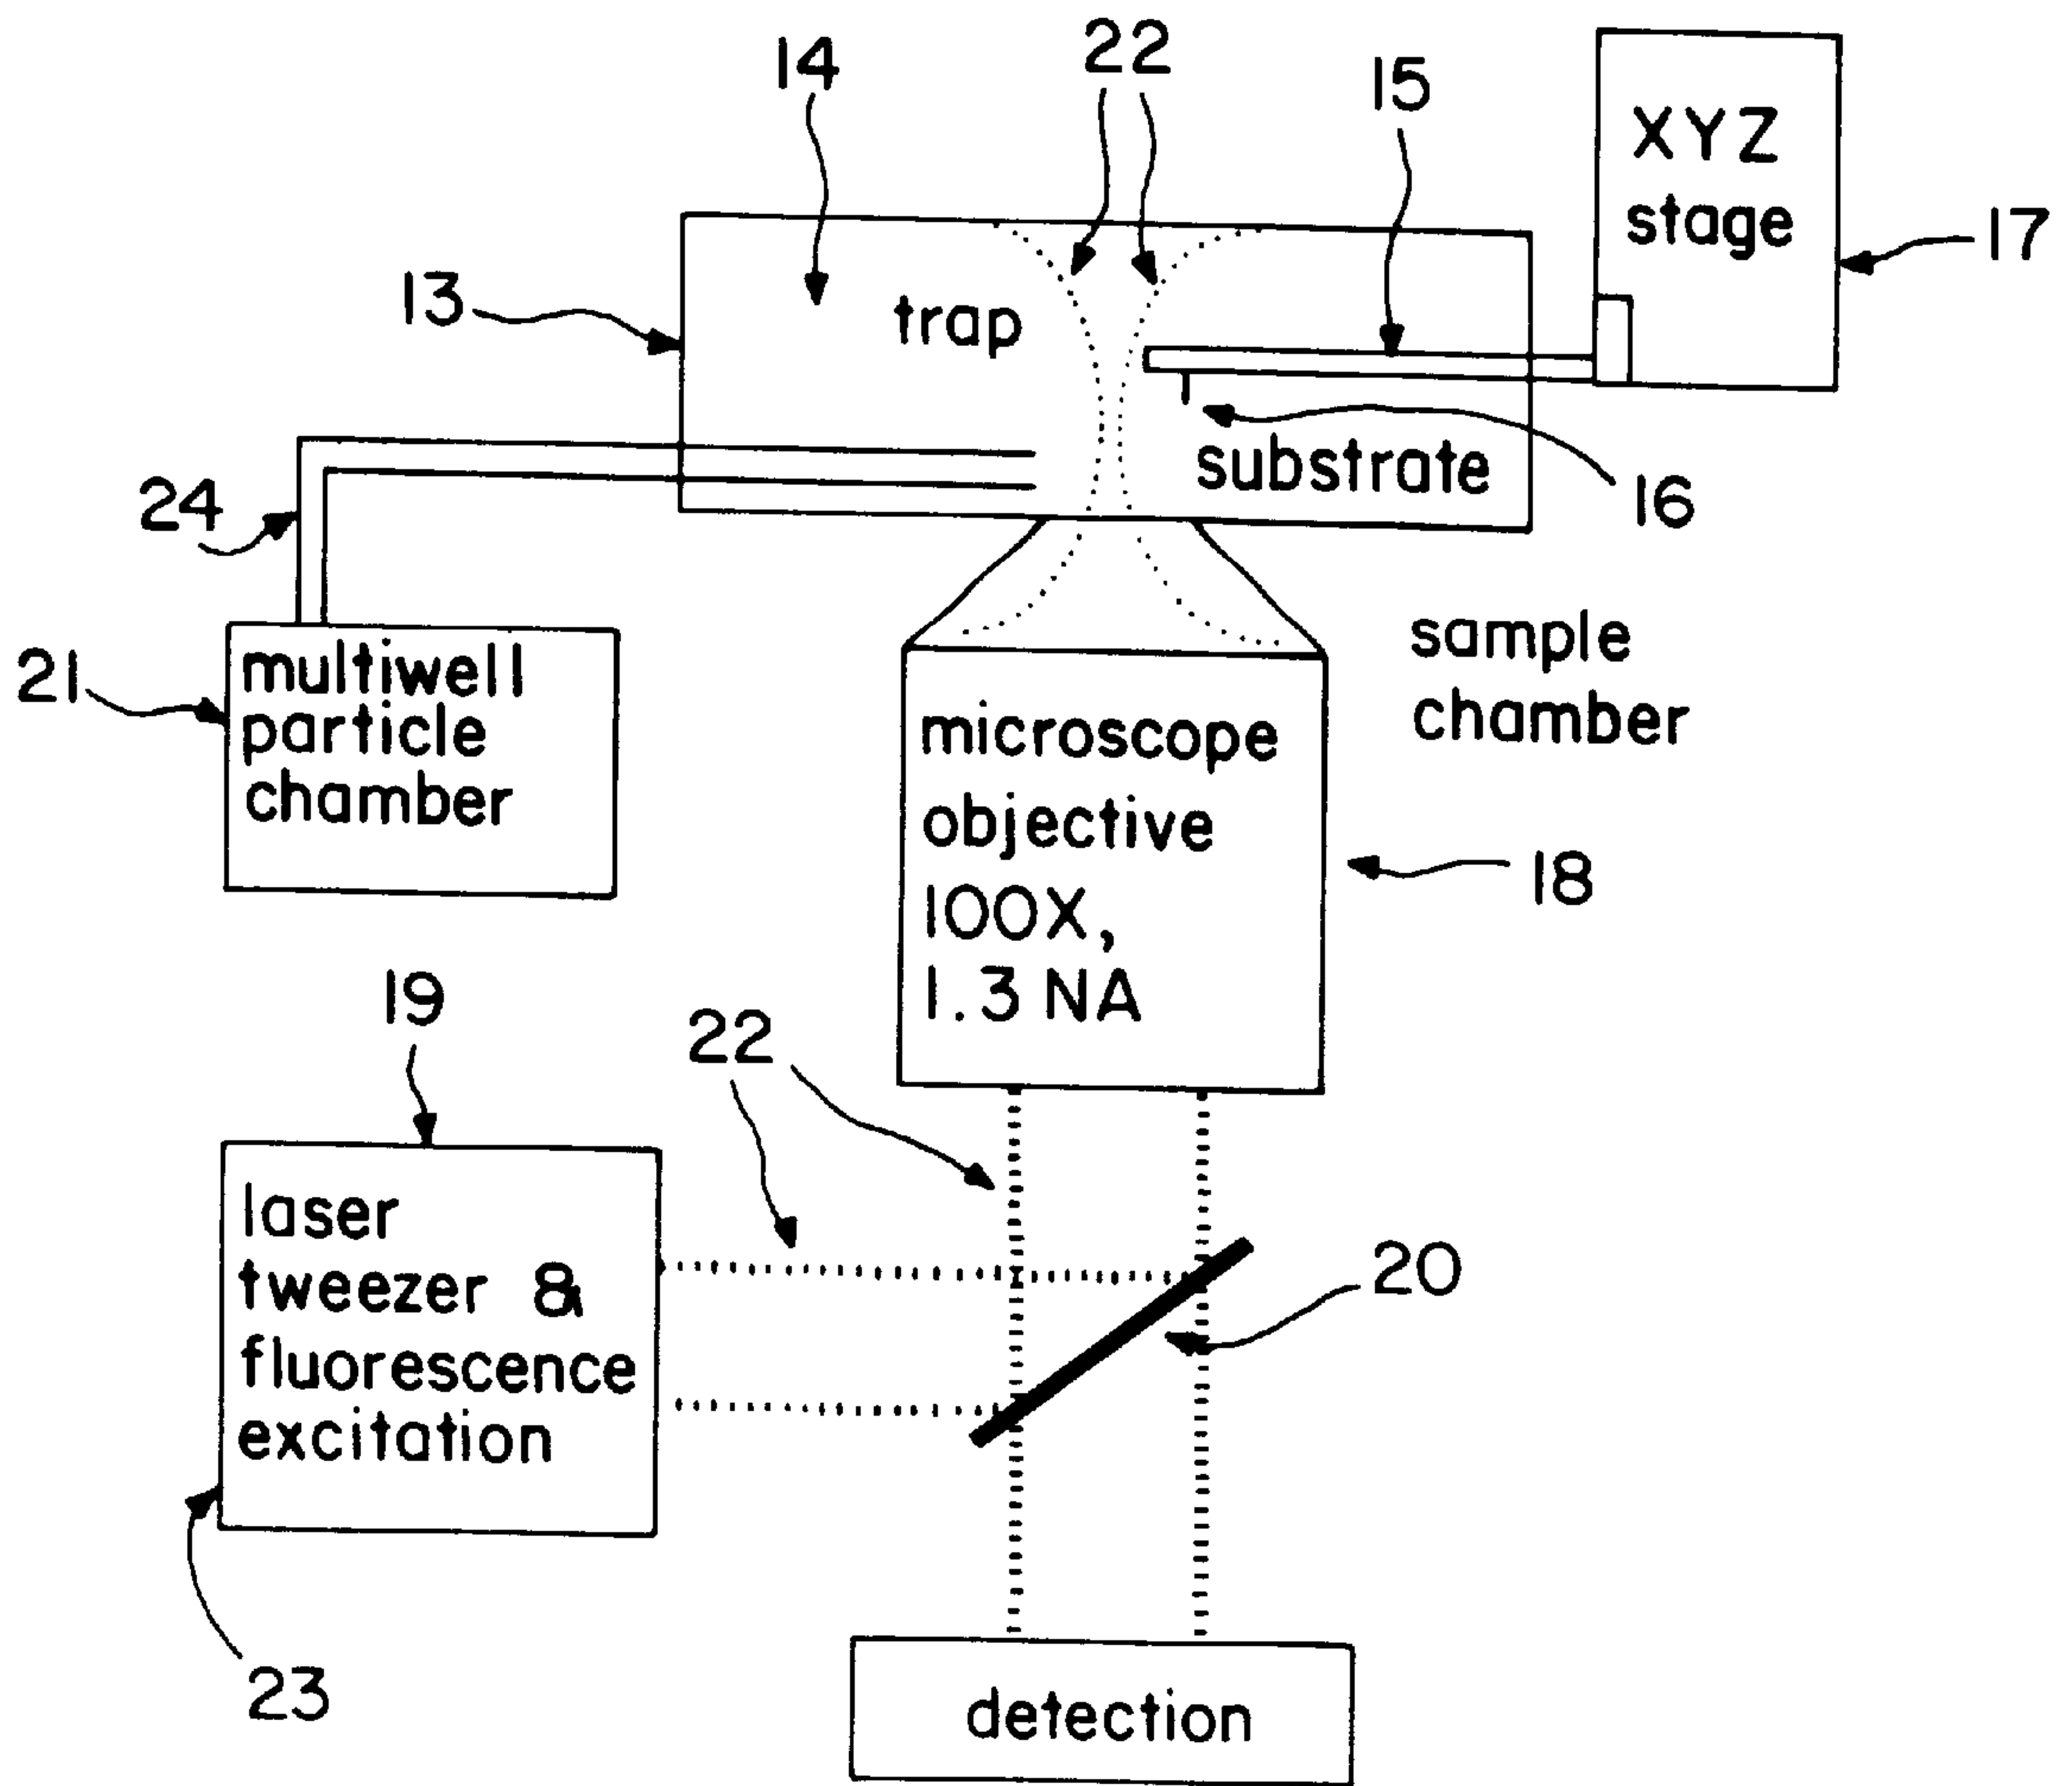 14
22
15
XYZ
stage
17
13
trap
substrate
16
24
21
multiwell
particle
chamber
sample
chamber
microscope
objective
100X,
1.3 NA
18
19
22
laser
tweezer &
fluorescence
excitation
20
23
detection